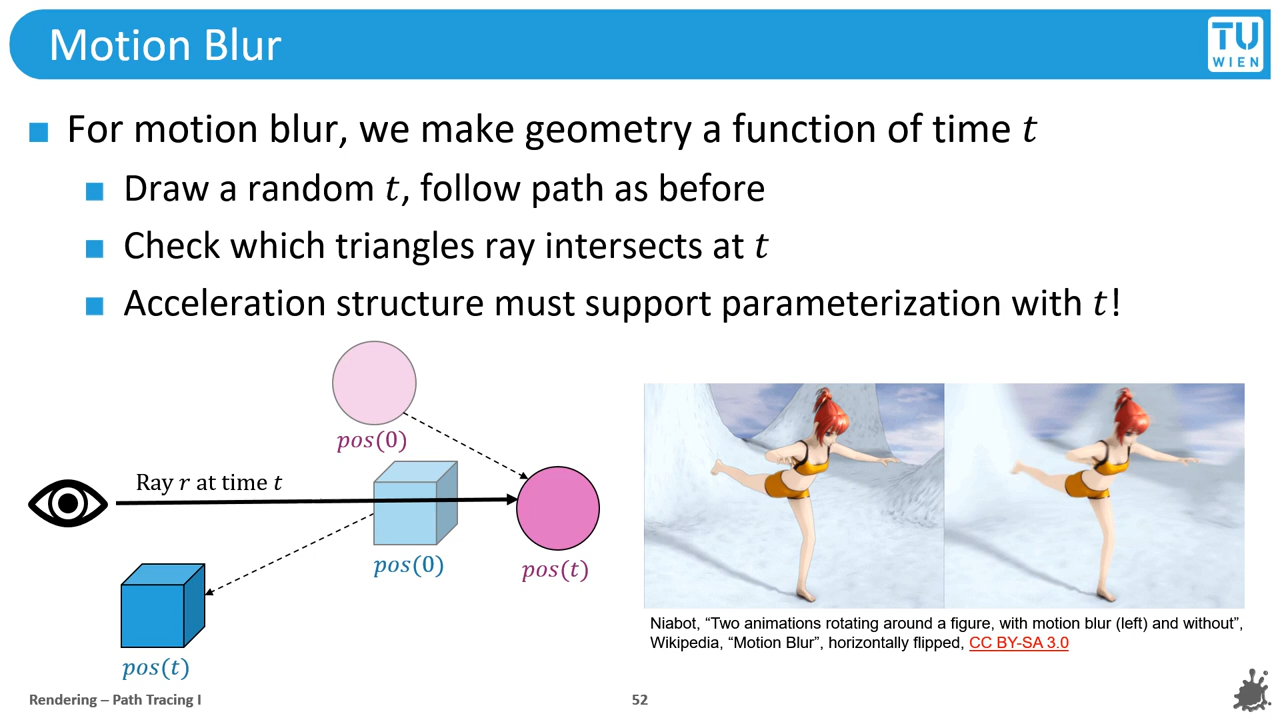 Motion Blur
TU
WIEN
For motion blur, we make geometry a function of time t
Draw a random t, follow path as before
Check which triangles ray intersects at t
Acceleration structure must support parameterization with t!
pos(0)
Ray r at time t
pos(0)
pos(t)
pos(t)
Niabot, “Two animations rotating around a figure, with motion blur (left) and without”,
Wikipedia, “Motion Blur”, horizontally flipped, CC BY-SA 3.0
Rendering – Path Tracing I
52